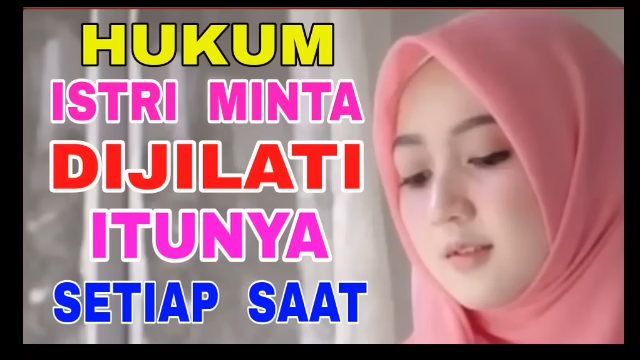 HUKUM
ISTRI MINTA
DIJILATI
ITUNYA
SETIAP SAAT